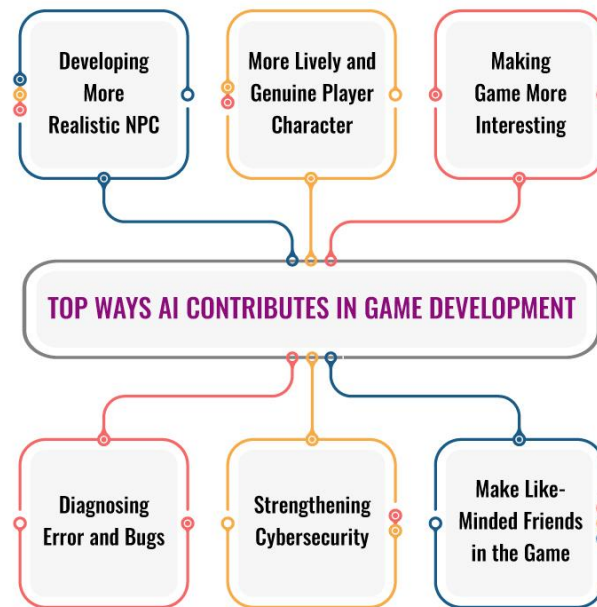 Developing
More
Realistic NPC
More Lively and
Genuine Player
Character
Making
Game More
Interesting
TOP WAYS AI CONTRIBUTES IN GAME DEVELOPMENT
Diagnosing
Error and Bugs
Strengthening
Cybersecurity
Make Like-
Minded Friends
in the Game